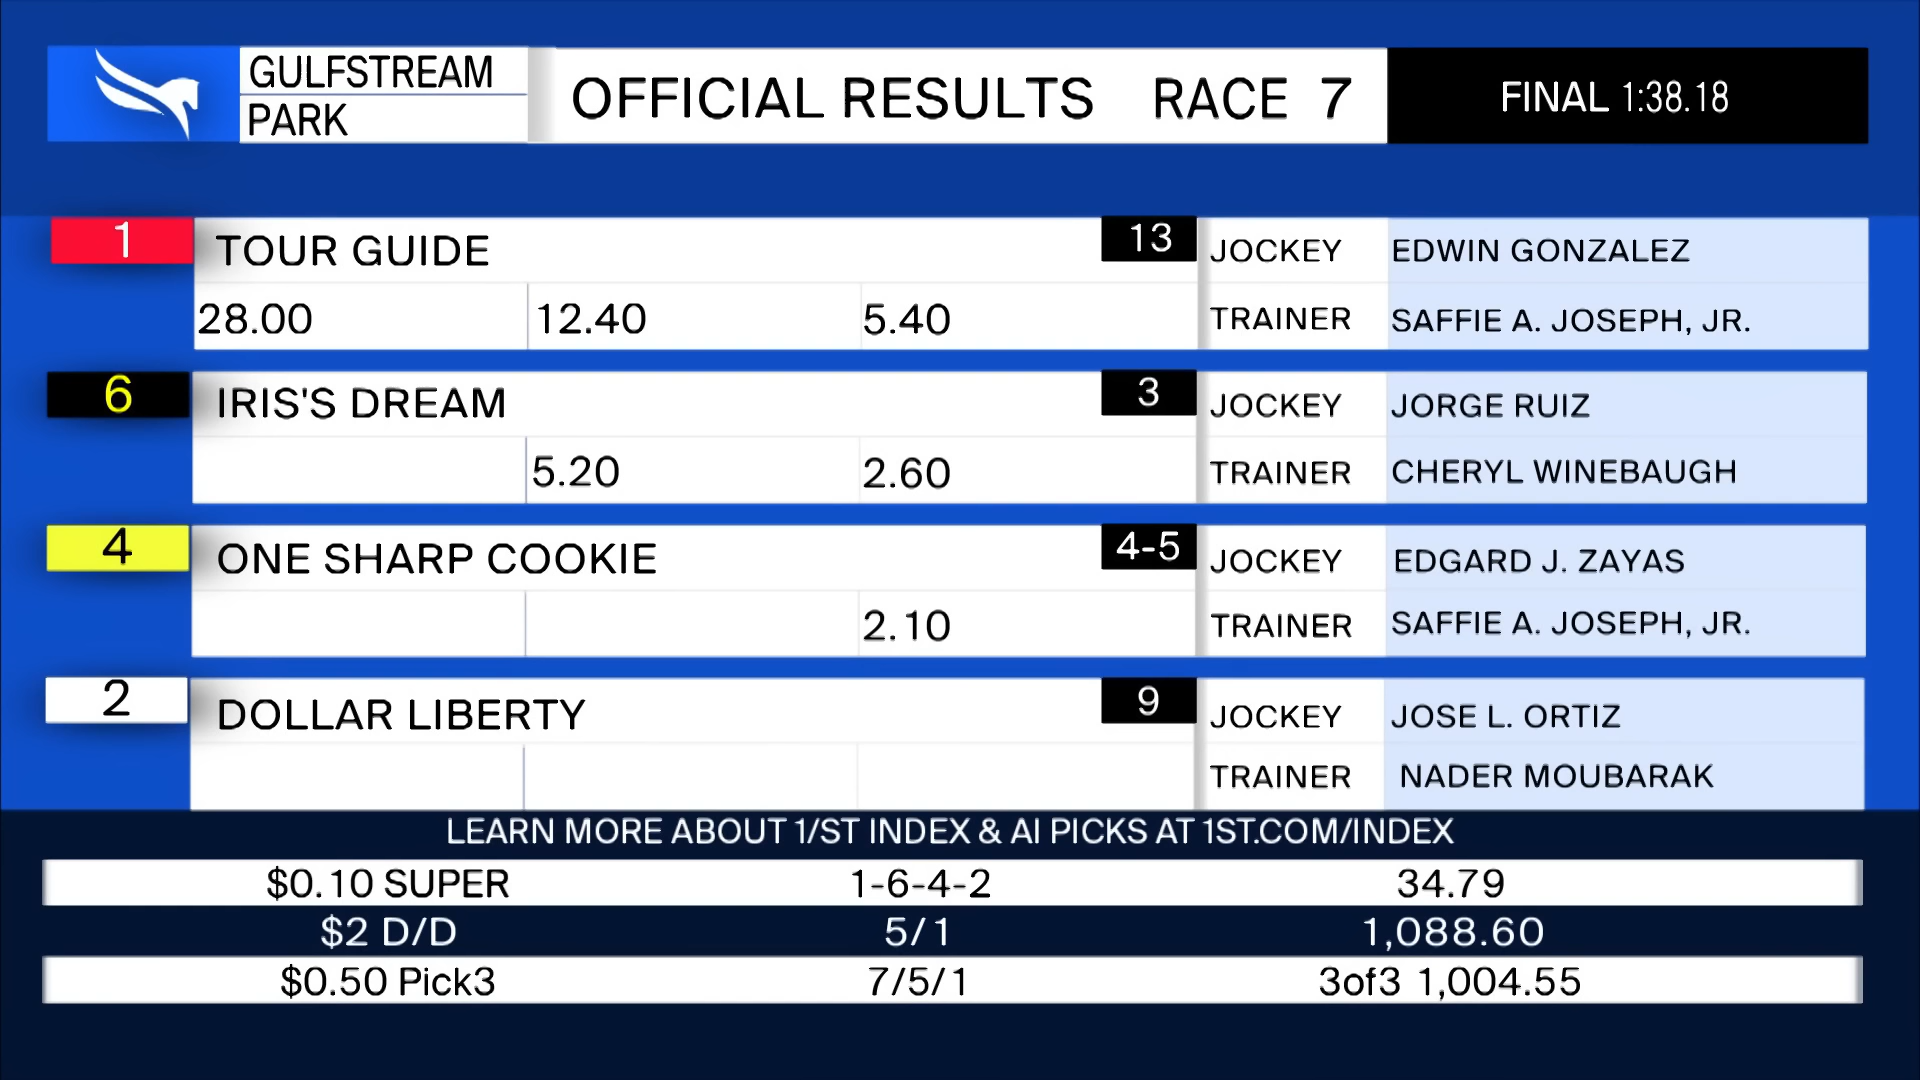 GULFSTREAM
PARK
OFFICIAL RESULTS RACE 7
FINAL 1:38.18
1 TOUR GUIDE 13 JOCKEY EDWIN GONZALEZ
28.00 12.40 5.40 TRAINER SAFFIE A. JOSEPH, JR.
6 IRIS'S DREAM 3 JOCKEY JORGE RUIZ
5.20 2.60 TRAINER CHERYL WINEBAUGH
4 ONE SHARP COOKIE 4-5 JOCKEY EDGARD J. ZAYAS
2.10 TRAINER SAFFIE A. JOSEPH, JR.
2 DOLLAR LIBERTY 9 JOCKEY JOSE L. ORTIZ
TRAINER NADER MOUBARAK
LEARN MORE ABOUT 1/ST INDEX & AI PICKS AT 1ST.COM/INDEX
$0.10 SUPER 1-6-4-2 34.79
$2 D/D 5/1 1,088.60
$0.50 Pick3 7/5/1 3of3 1,004.55